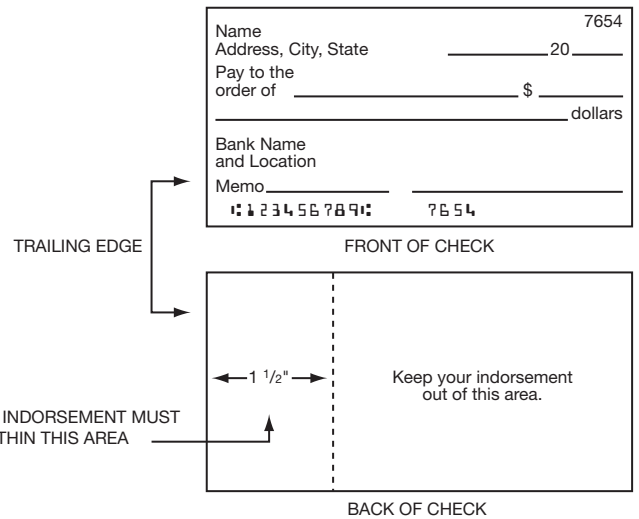 7654
Name
Address, City, State 20
Pay to the
order of $
dollars
Bank Name
and Location
Memo
⑆123456789⑆ 7654
TRAILING EDGE
FRONT OF CHECK
1 1/2"
Keep your indorsement
out of this area.
INDORSEMENT MUST
THIN THIS AREA
BACK OF CHECK